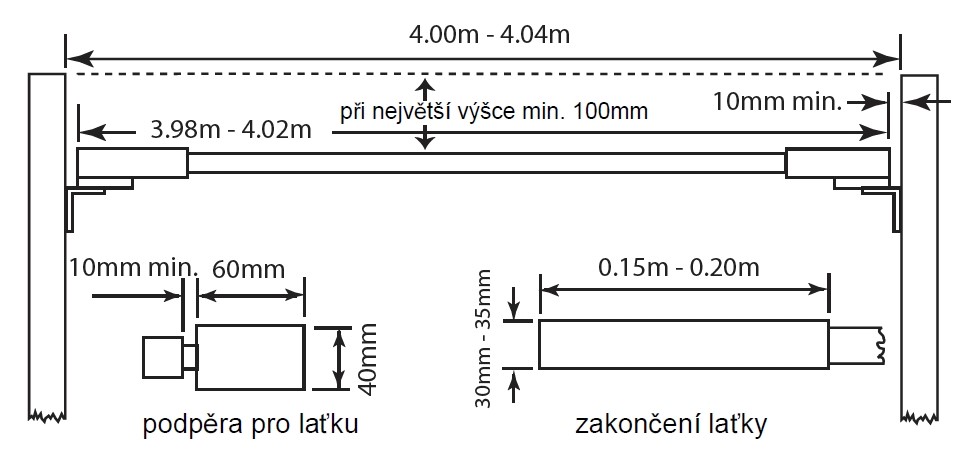 4.00m - 4.04m
při největší výšce min. 100mm
10mm min.
3.98m - 4.02m
10mm min.
60mm
40mm
podpěra pro laťku
0.15m - 0.20m
30mm - 35mm
zakončení laťky